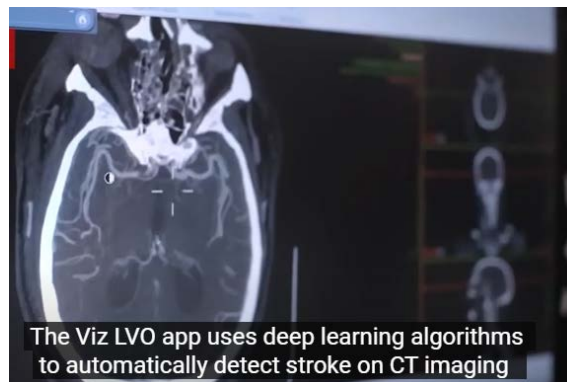 The Viz LVO app uses deep learning algorithms
to automatically detect stroke on CT imaging